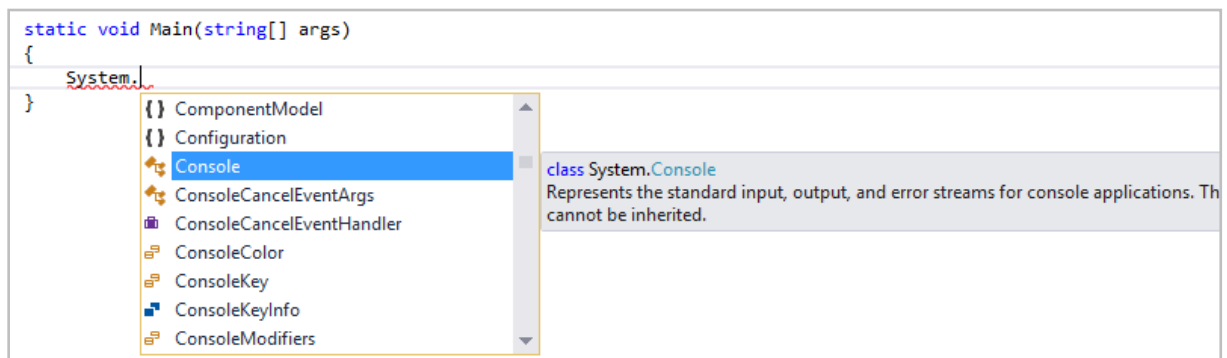 static void Main(string[] args)
{
System.
}
{} ComponentModel
{} Configuration
Console
ConsoleCancelEventArgs
ConsoleCancelEventHandler
ConsoleColor
ConsoleKey
ConsoleKeyInfo
ConsoleModifiers
class System.Console
Represents the standard input, output, and error streams for console applications. Th
cannot be inherited.